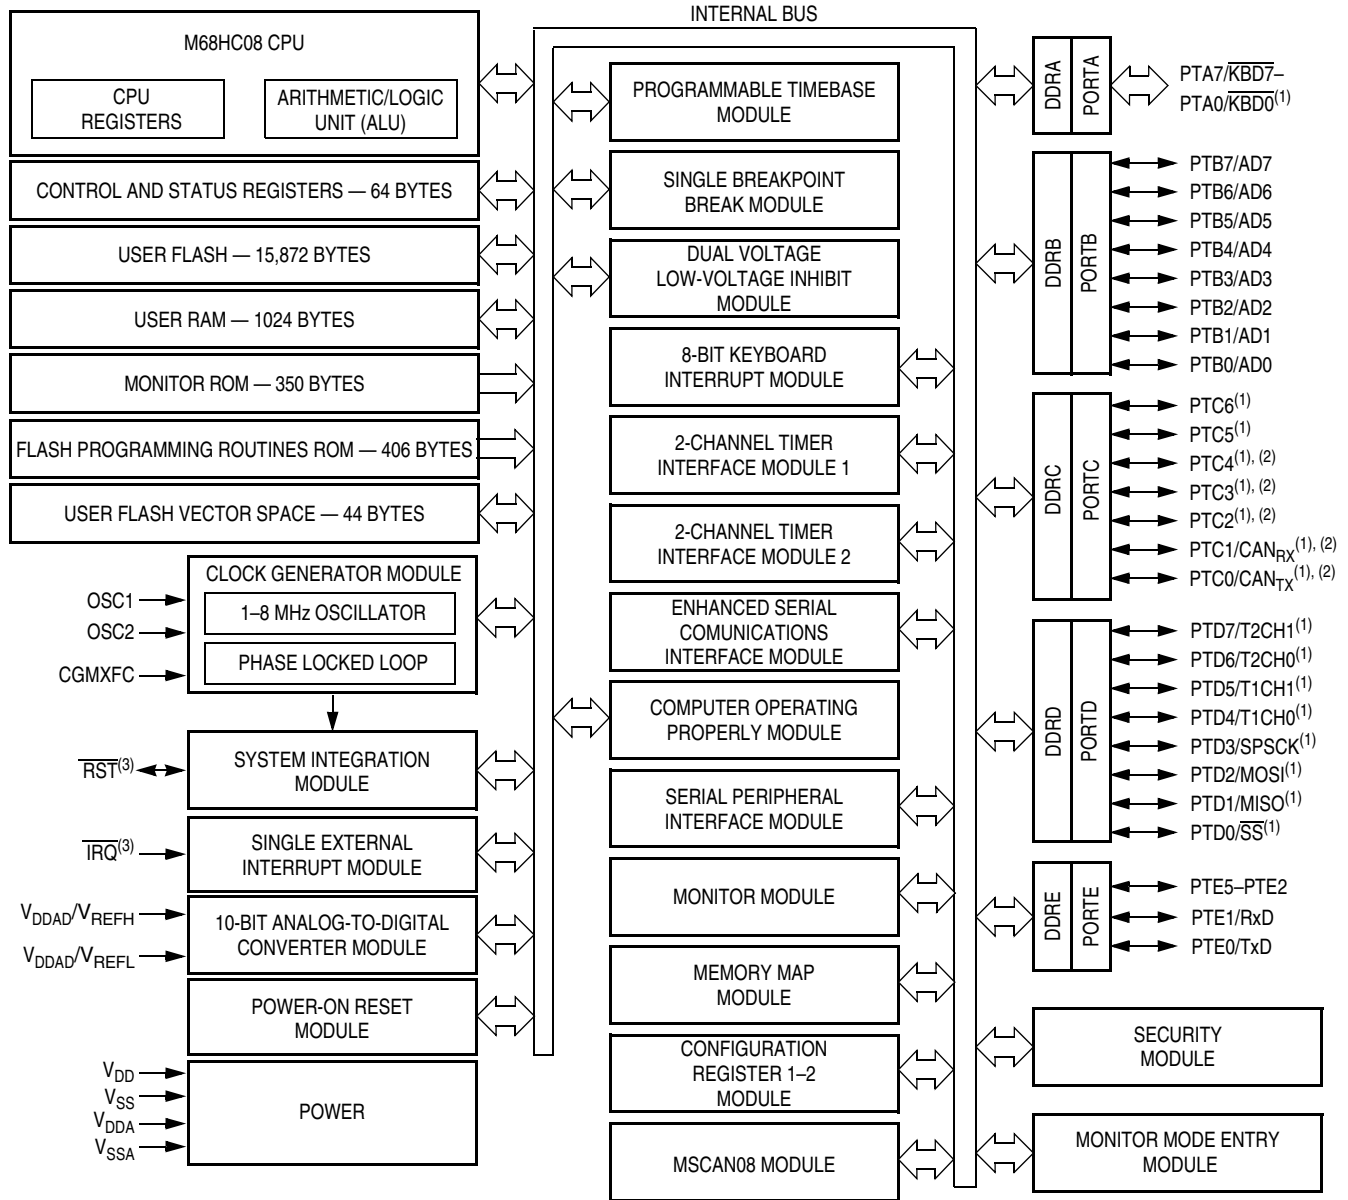 INTERNAL BUS
M68HC08 CPU
CPU
REGISTERS
ARITHMETIC/LOGIC
UNIT (ALU)
CONTROL AND STATUS REGISTERS — 64 BYTES
USER FLASH — 15,872 BYTES
USER RAM — 1024 BYTES
MONITOR ROM — 350 BYTES
FLASH PROGRAMMING ROUTINES ROM — 406 BYTES
USER FLASH VECTOR SPACE — 44 BYTES
CLOCK GENERATOR MODULE
1–8 MHz OSCILLATOR
PHASE LOCKED LOOP
OSC1
OSC2
CGMXFC
SYSTEM INTEGRATION
MODULE
RST(3)
SINGLE EXTERNAL
INTERRUPT MODULE
IRQ(3)
10-BIT ANALOG-TO-DIGITAL
CONVERTER MODULE
VDDAD/VREFH
VDDAD/VREFL
POWER-ON RESET
MODULE
POWER
VDD
VSS
VDDA
VSSA
PROGRAMMABLE TIMEBASE
MODULE
SINGLE BREAKPOINT
BREAK MODULE
DUAL VOLTAGE
LOW-VOLTAGE INHIBIT
MODULE
8-BIT KEYBOARD
INTERRUPT MODULE
2-CHANNEL TIMER
INTERFACE MODULE 1
2-CHANNEL TIMER
INTERFACE MODULE 2
ENHANCED SERIAL
COMUNICATIONS
INTERFACE MODULE
COMPUTER OPERATING
PROPERLY MODULE
SERIAL PERIPHERAL
INTERFACE MODULE
MONITOR MODULE
MEMORY MAP
MODULE
CONFIGURATION
REGISTER 1–2
MODULE
MSCAN08 MODULE
DDRA
PORTA
PTA7/KBD7–
PTA0/KBD0(1)
DDRB
PORTB
PTB7/AD7
PTB6/AD6
PTB5/AD5
PTB4/AD4
PTB3/AD3
PTB2/AD2
PTB1/AD1
PTB0/AD0
DDRC
PORTC
PTC6(1)
PTC5(1)
PTC4(1), (2)
PTC3(1), (2)
PTC2(1), (2)
PTC1/CANRX(1), (2)
PTC0/CANTX(1), (2)
DDRD
PORTD
PTD7/T2CH1(1)
PTD6/T2CH0(1)
PTD5/T1CH1(1)
PTD4/T1CH0(1)
PTD3/SPSCK(1)
PTD2/MOSI(1)
PTD1/MISO(1)
PTD0/SS(1)
DDRE
PORTE
PTE5–PTE2
PTE1/RxD
PTE0/TxD
SECURITY
MODULE
MONITOR MODE ENTRY
MODULE